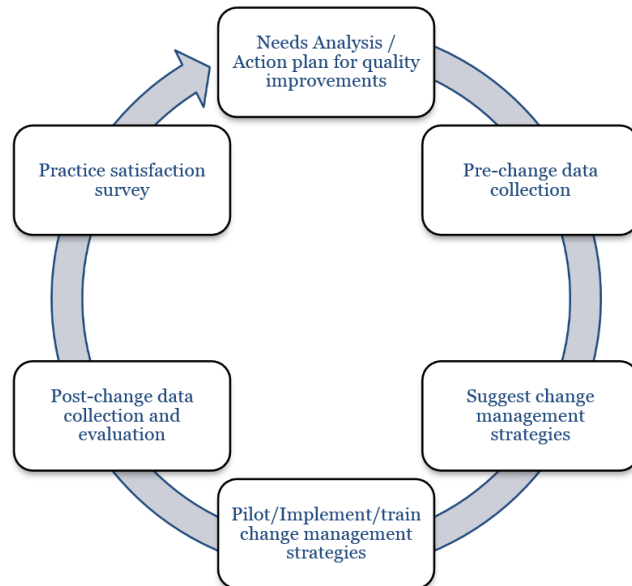 Needs Analysis /
Action plan for quality
improvements
Pre-change data
collection
Suggest change
management
strategies
Pilot/Implement/train
change management
strategies
Post-change data
collection and
evaluation
Practice satisfaction
survey